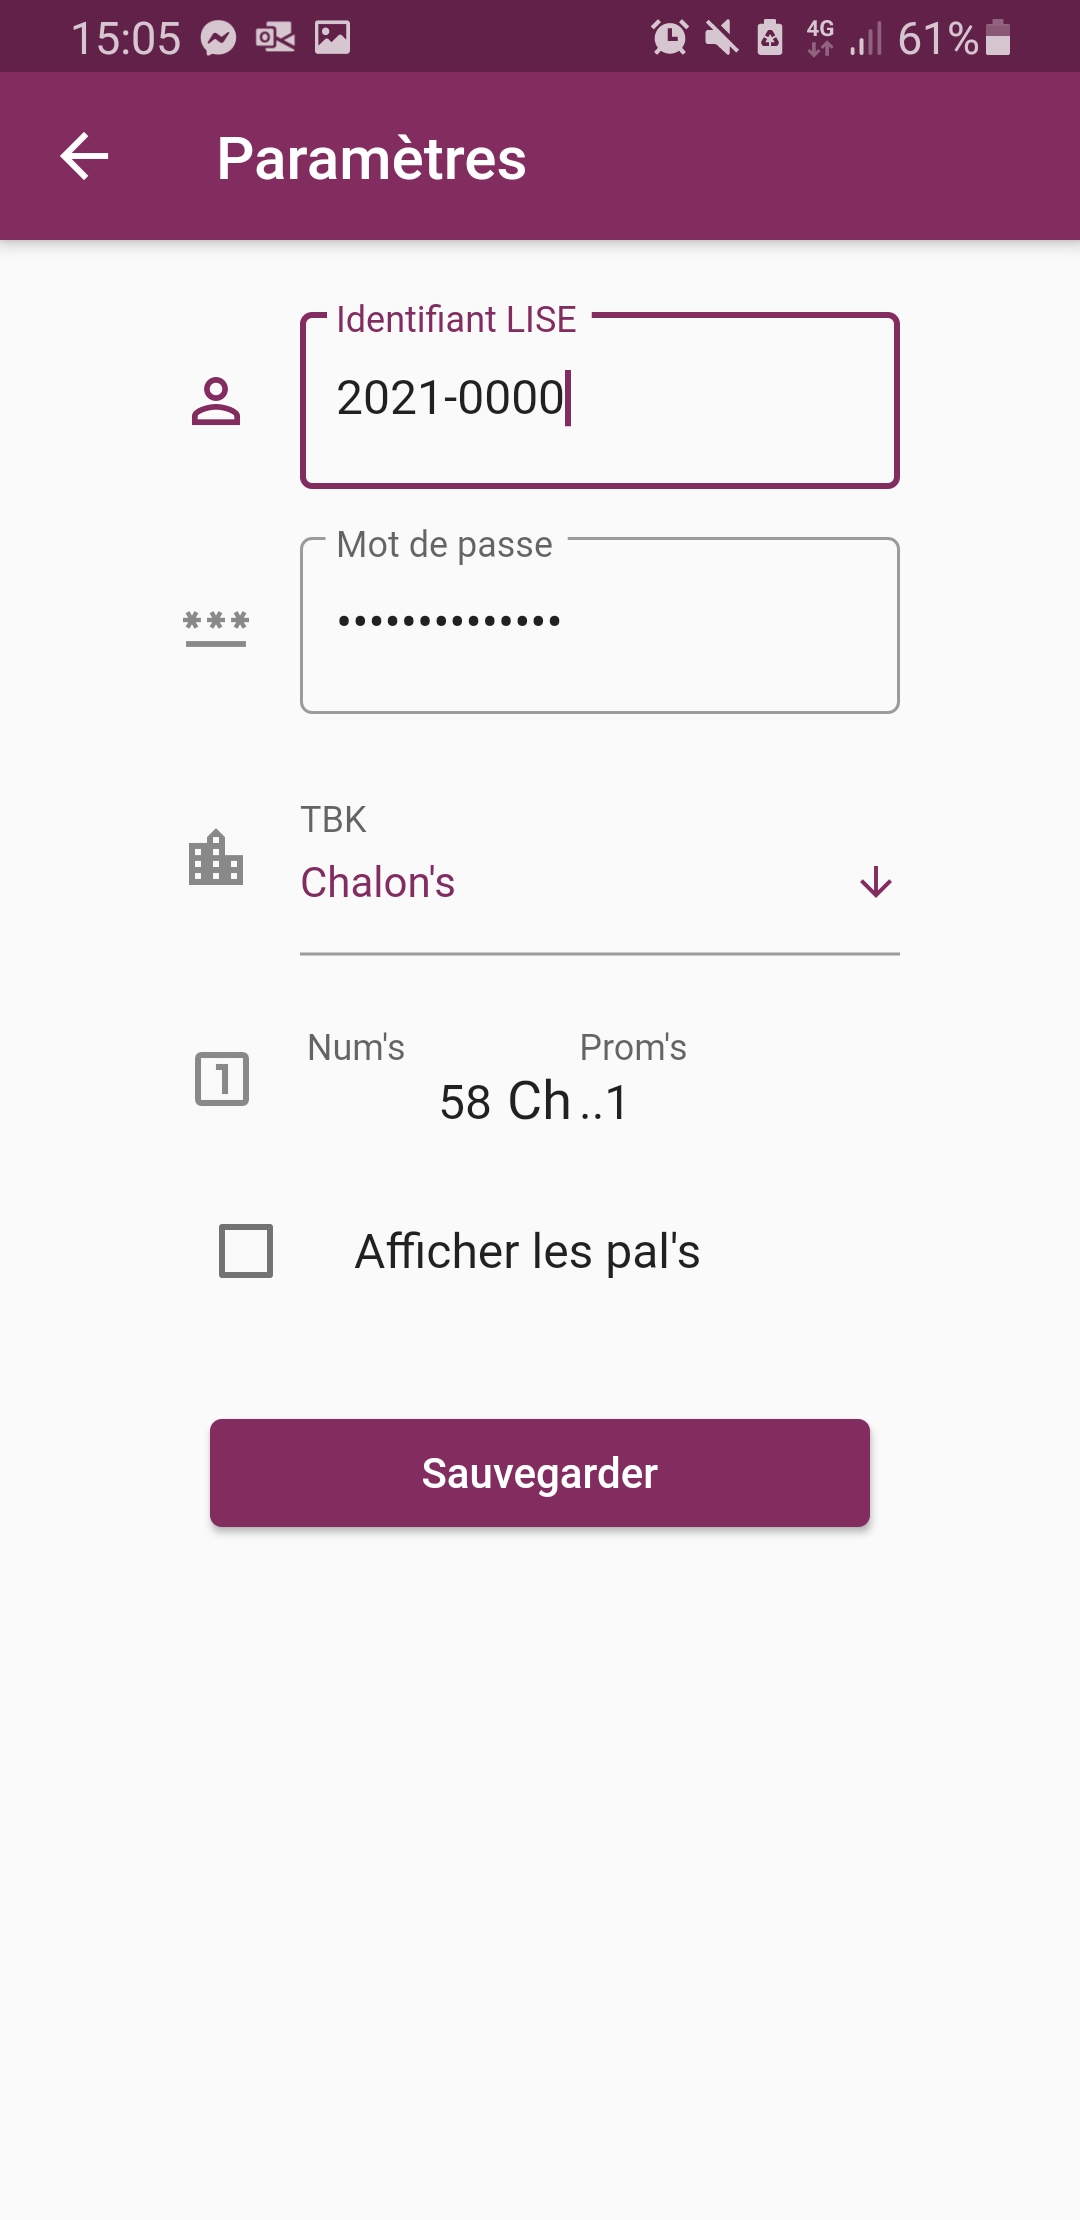 15:05 4G 61%
Paramètres
Identifiant LISE
2021-0000
Mot de passe
••••••••••••••
TBK
Chalon's
Num's Prom's
58 Ch ..1
Afficher les pal's
Sauvegarder